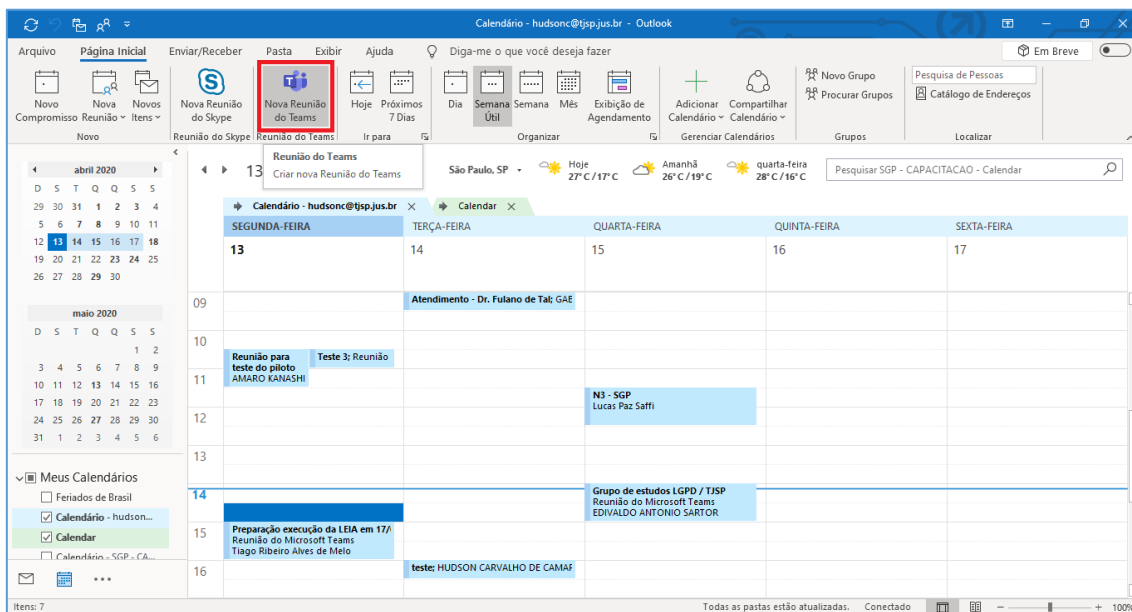 Calendário - hudsonc@tjsp.jus.br - Outlook
Arquivo Página Inicial Enviar/Receber Pasta Exibir Ajuda Diga-me o que você deseja fazer Em Breve
Novo Compromisso
Nova Reunião
Novos Itens
Nova Reunião do Skype
Nova Reunião do Teams
Hoje
Próximos 7 Dias
Dia
Semana Útil
Semana
Mês
Exibição de Agendamento
Adicionar Calendário
Compartilhar Calendário
Novo Grupo
Procurar Grupos
Pesquisa de Pessoas
Catálogo de Endereços
Novo Reunião do Skype Reunião do Teams Ir para Organizar Gerenciar Calendários Grupos Localizar
Reunião do Teams
Criar nova Reunião do Teams
abril 2020
D S T Q Q S S
29 30 31 1 2 3 4
5 6 7 8 9 10 11
12 13 14 15 16 17 18
19 20 21 22 23 24 25
26 27 28 29 30
maio 2020
D S T Q Q S S
1 2
3 4 5 6 7 8 9
10 11 12 13 14 15 16
17 18 19 20 21 22 23
24 25 26 27 28 29 30
31 1 2 3 4 5 6
Meus Calendários
Feriados de Brasil
Calendário - hudson...
Calendar
Calendário - SGP - CA...
13
São Paulo, SP
Hoje
27°C/17°C
Amanhã
26°C/19°C
quarta-feira
28°C/16°C
Pesquisar SGP - CAPACITACAO - Calendar
Calendário - hudsonc@tjsp.jus.br Calendar
SEGUNDA-FEIRA TERÇA-FEIRA QUARTA-FEIRA QUINTA-FEIRA SEXTA-FEIRA
13 14 15 16 17
09
Atendimento - Dr. Fulano de Tal; GAB
10
Reunião para
teste do piloto
AMARO KANASHI
Teste 3; Reunião
11
N3 - SGP
Lucas Paz Saffi
12
13
14
Grupo de estudos LGPD / TJSP
Reunião do Microsoft Teams
EDIVALDO ANTONIO SARTOR
15
Preparação execução da LEIA em 17/
Reunião do Microsoft Teams
Tiago Ribeiro Alves de Melo
16
teste; HUDSON CARVALHO DE CAMAR
Itens: 7
Todas as pastas estão atualizadas. Conectado 100%